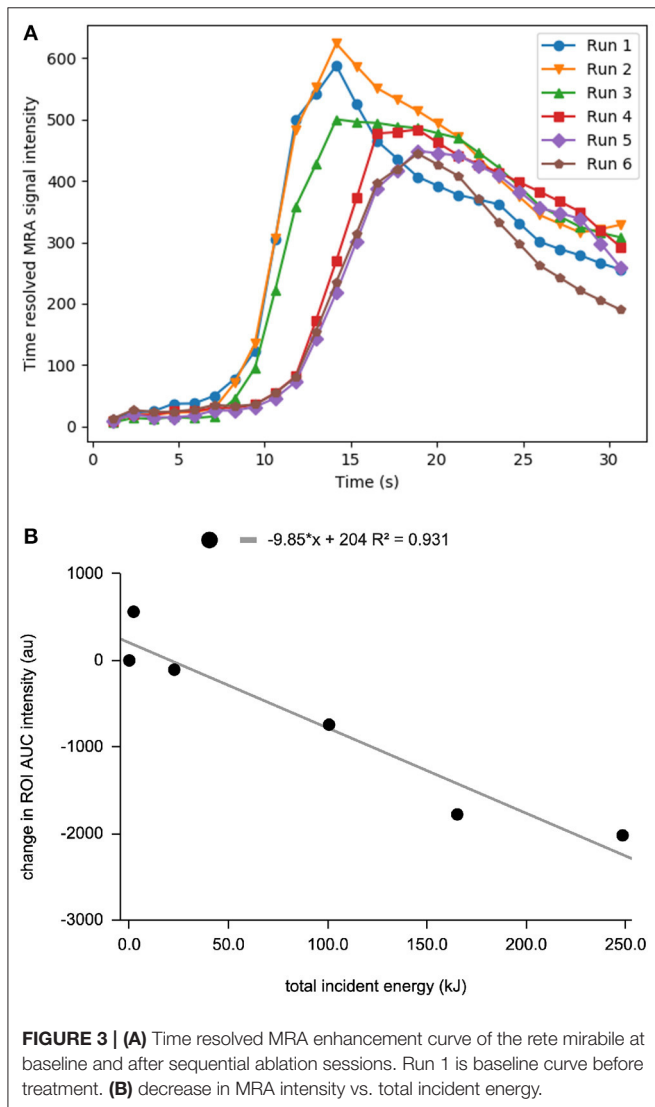 A
Time resolved MRA signal intensity
600
500
400
300
200
100
0
0
5
10
15
20
25
30
Time (s)
Run 1
Run 2
Run 3
Run 4
Run 5
Run 6
B
-9.85*x + 204 R² = 0.931
change in ROI AUC intensity (au)
1000
0
-1000
-2000
-3000
0.0
50.0
100.0
150.0
200.0
250.0
total incident energy (kJ)
FIGURE 3 | (A) Time resolved MRA enhancement curve of the rete mirabile at
baseline and after sequential ablation sessions. Run 1 is baseline curve before
treatment. (B) decrease in MRA intensity vs. total incident energy.